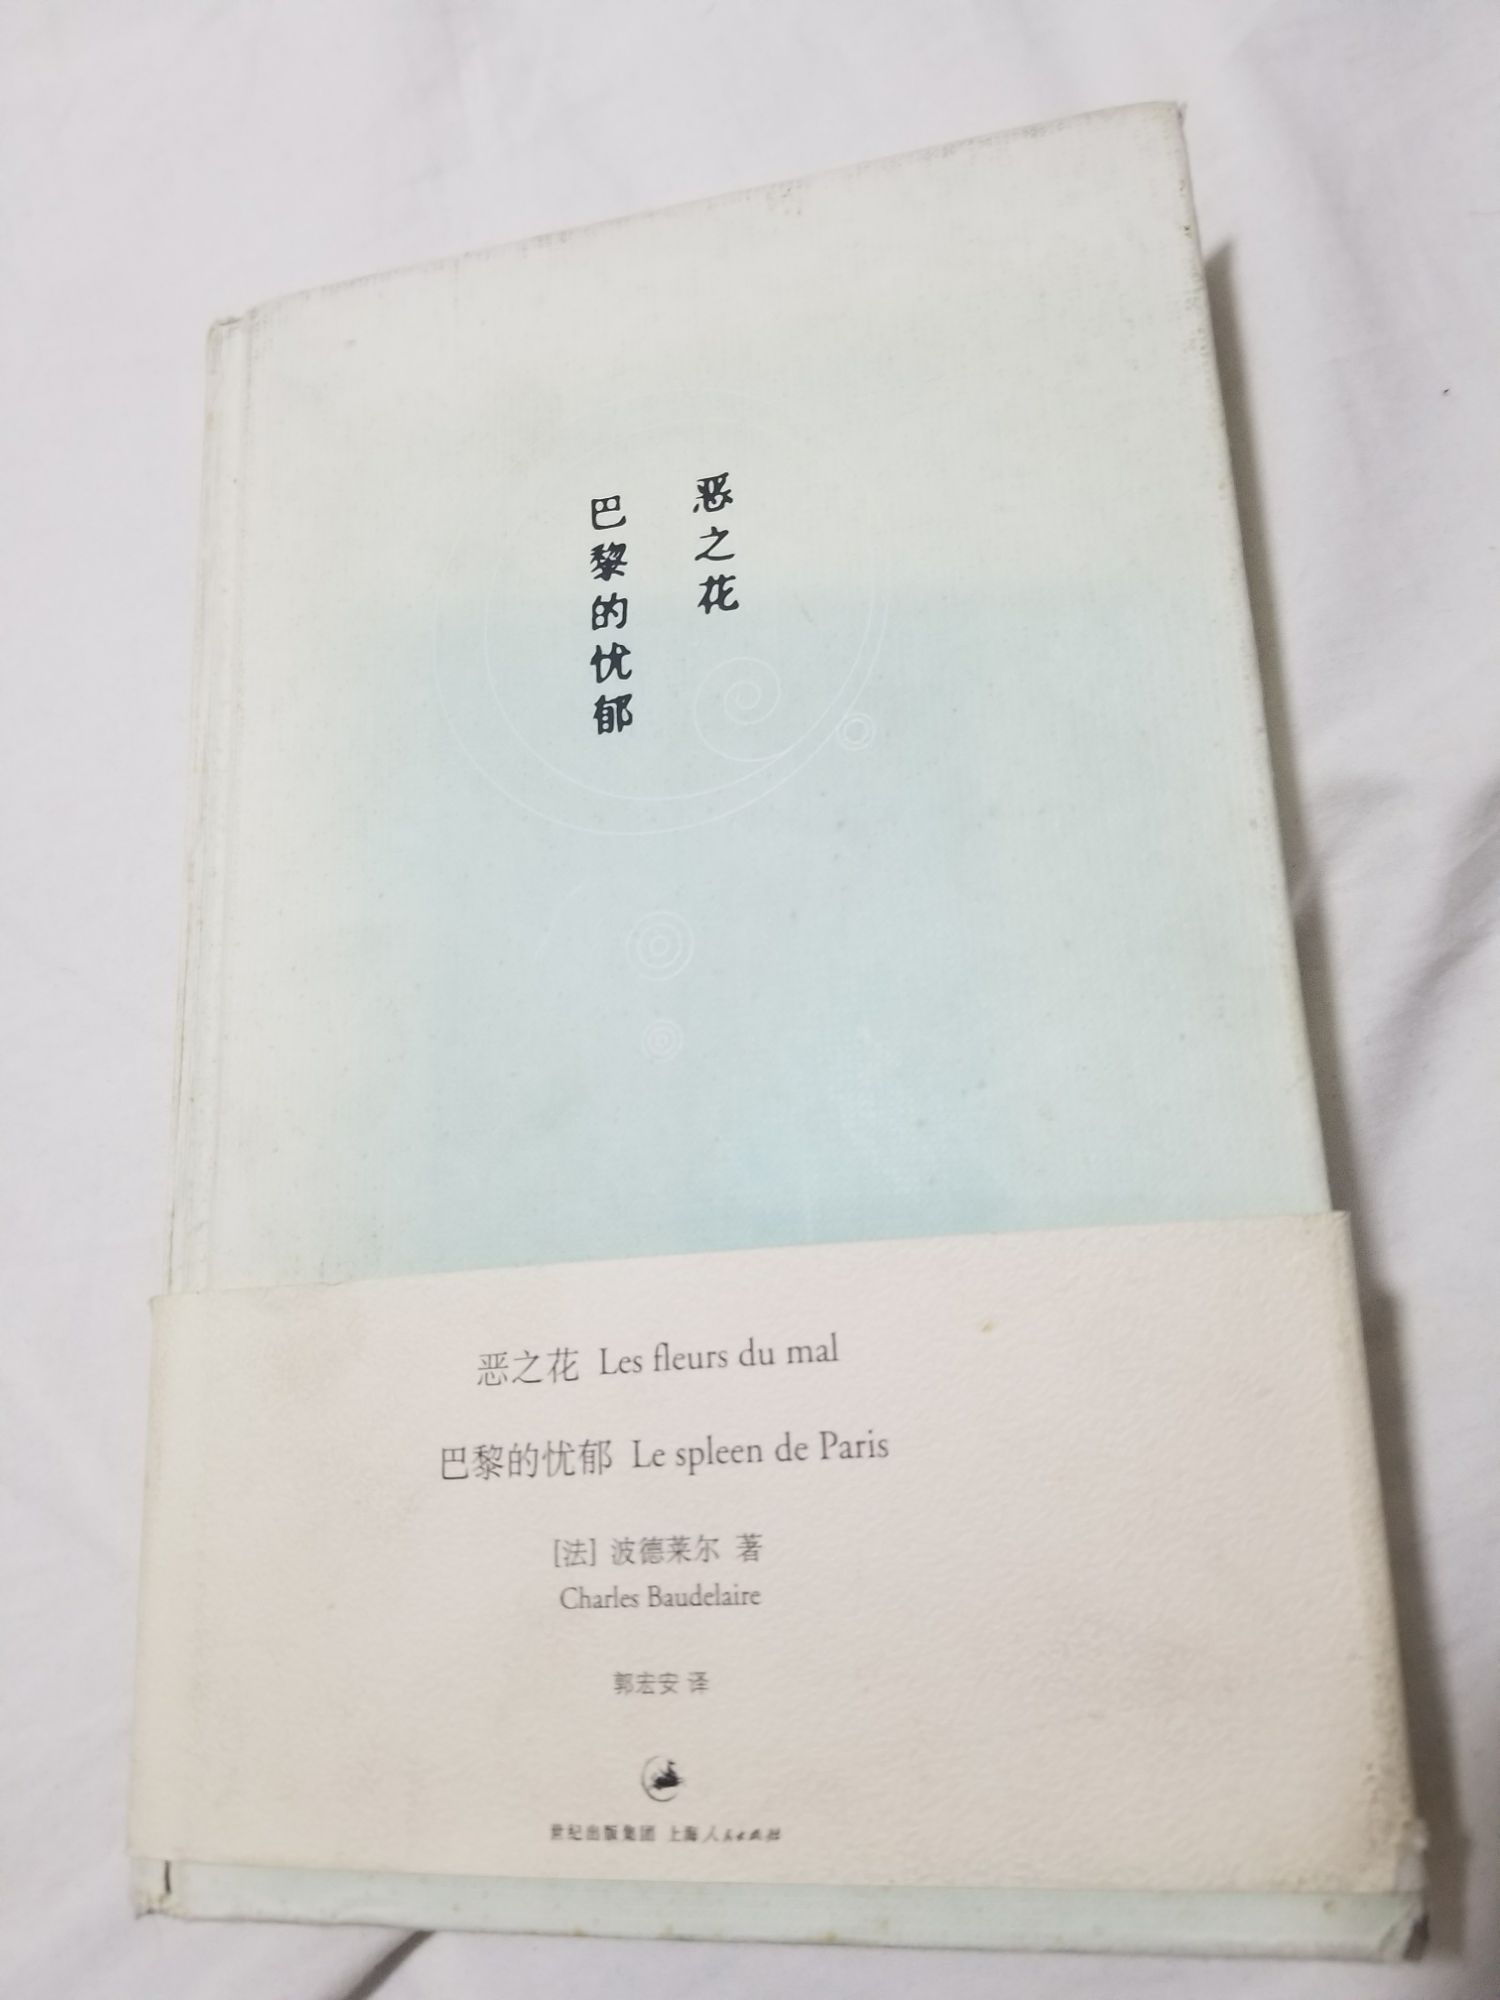 恶之花
巴黎的忧郁
恶之花 Les fleurs du mal
巴黎的忧郁 Le spleen de Paris
[法] 波德莱尔 著
Charles Baudelaire
郭宏安 译
世纪出版集团 上海人民出版社